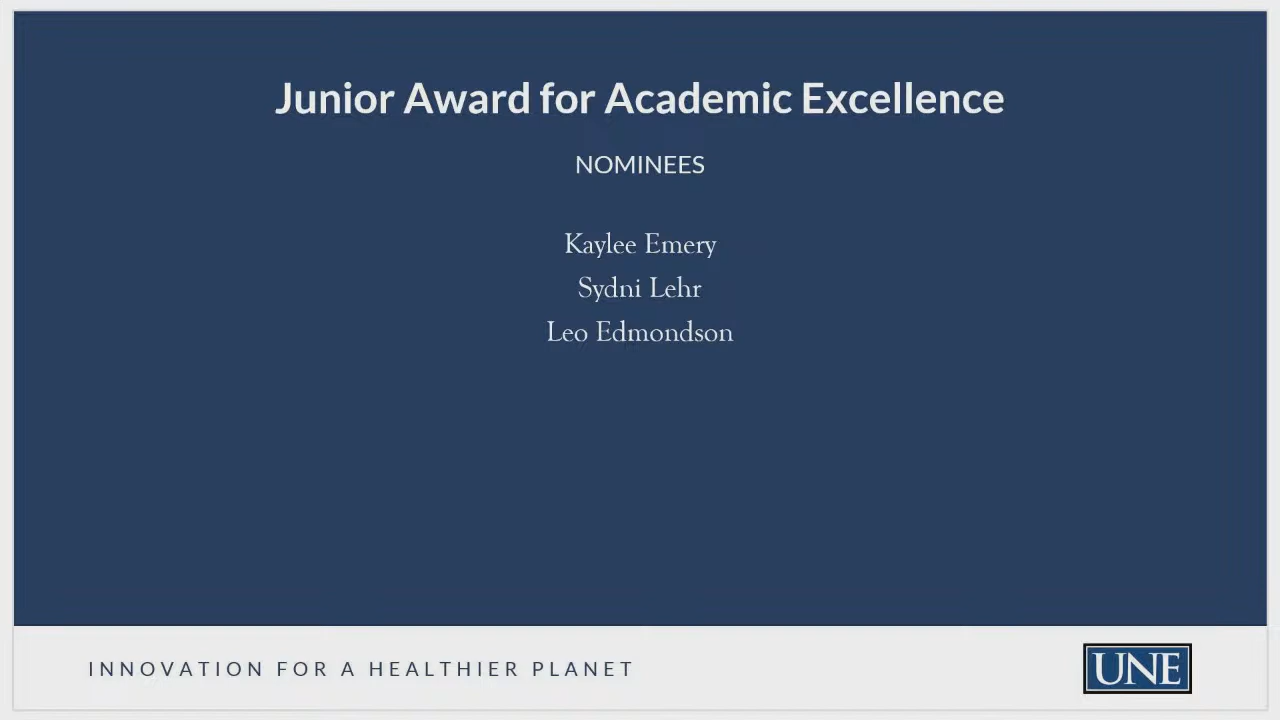 Junior Award for Academic Excellence
NOMINEES
Kaylee Emery
Sydni Lehr
Leo Edmondson
INNOVATION FOR A HEALTHIER PLANET
UNE